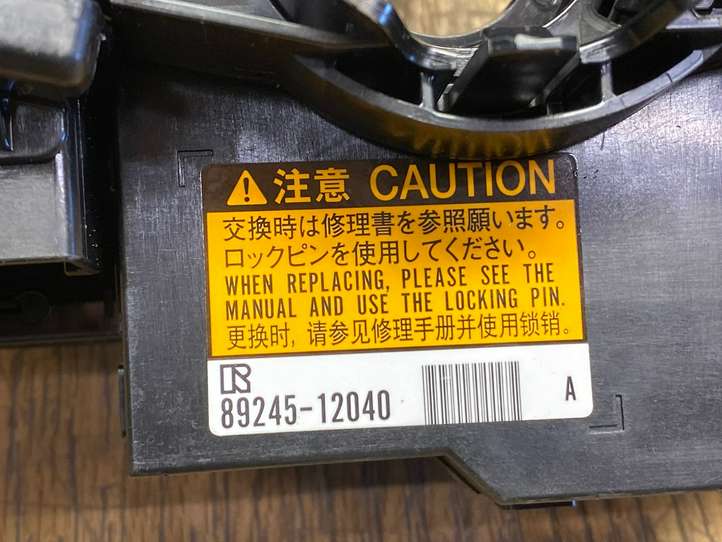 注意 CAUTION
交換時は修理書を参照願います。
ロックピンを使用してください。
WHEN REPLACING, PLEASE SEE THE
MANUAL AND USE THE LOCKING PIN.
更换时, 请参见修理手册并使用锁销。
R
89245-12040
A